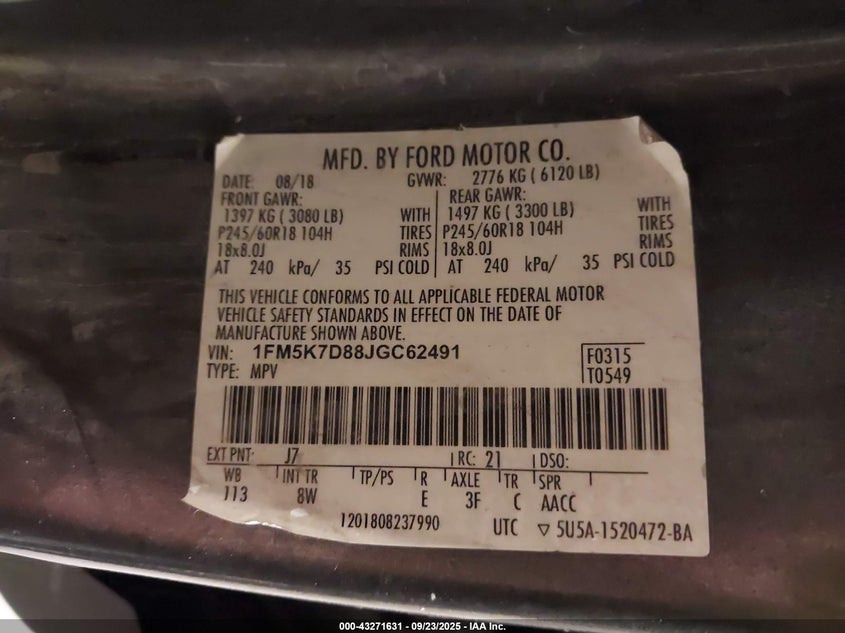 MFD. BY FORD MOTOR CO.
DATE: 08/18 GVWR: 2776 KG ( 6120 LB)
FRONT GAWR: REAR GAWR:
1397 KG ( 3080 LB) WITH 1497 KG ( 3300 LB) WITH
P245/60R18 104H TIRES P245/60R18 104H TIRES
18x8.0J RIMS 18x8.0J RIMS
AT 240 kPa/ 35 PSI COLD AT 240 kPa/ 35 PSI COLD
THIS VEHICLE CONFORMS TO ALL APPLICABLE FEDERAL MOTOR
VEHICLE SAFETY STANDARDS IN EFFECT ON THE DATE OF
MANUFACTURE SHOWN ABOVE.
VIN: 1FM5K7D88JGC62491 F0315
TYPE: MPV T0549
EXT PNT: J7 RC: 21 DSO:
WB INT TR TP/PS R AXLE TR SPR
113 8W E 3F C AACC
1201808237990 UTC ▽ 5U5A-1520472-BA
000-43271631 - 09/23/2025 - IAA Inc.